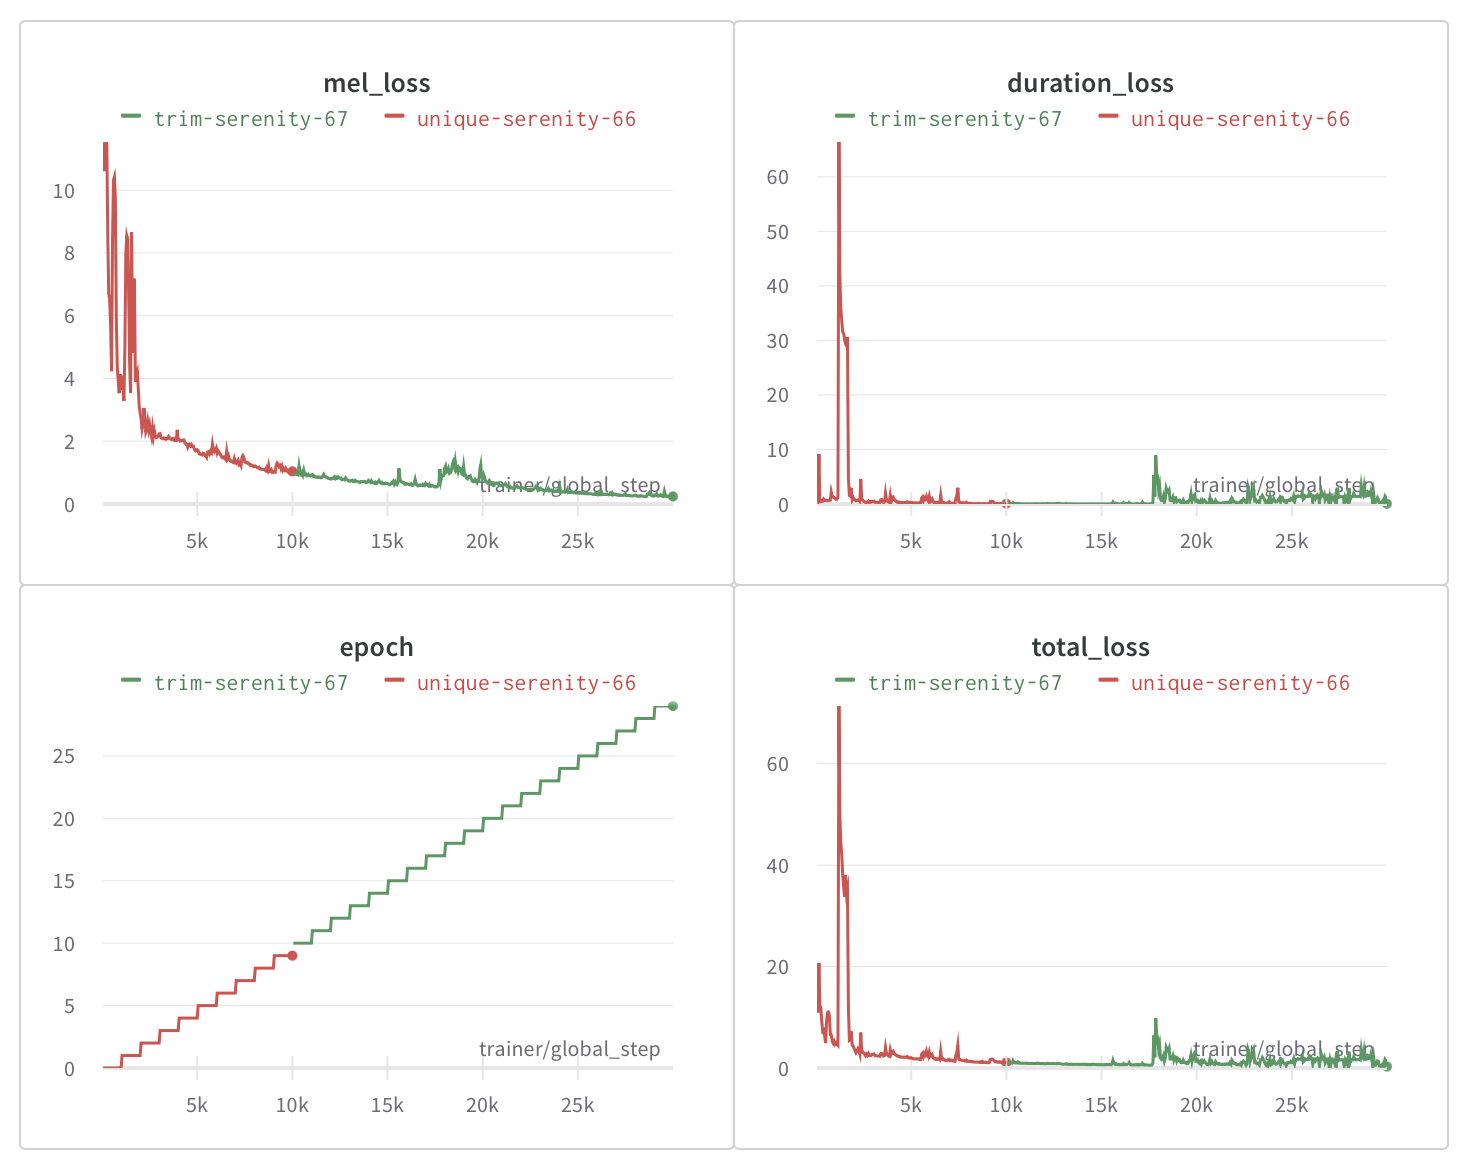 mel_loss
trim-serenity-67 unique-serenity-66
10
8
6
4
2
0
trainer/global_step
5k 10k 15k 20k 25k
duration_loss
trim-serenity-67 unique-serenity-66
60
50
40
30
20
10
0
trainer/global_step
5k 10k 15k 20k 25k
epoch
trim-serenity-67 unique-serenity-66
25
20
15
10
5
0
trainer/global_step
5k 10k 15k 20k 25k
total_loss
trim-serenity-67 unique-serenity-66
60
40
20
0
trainer/global_step
5k 10k 15k 20k 25k